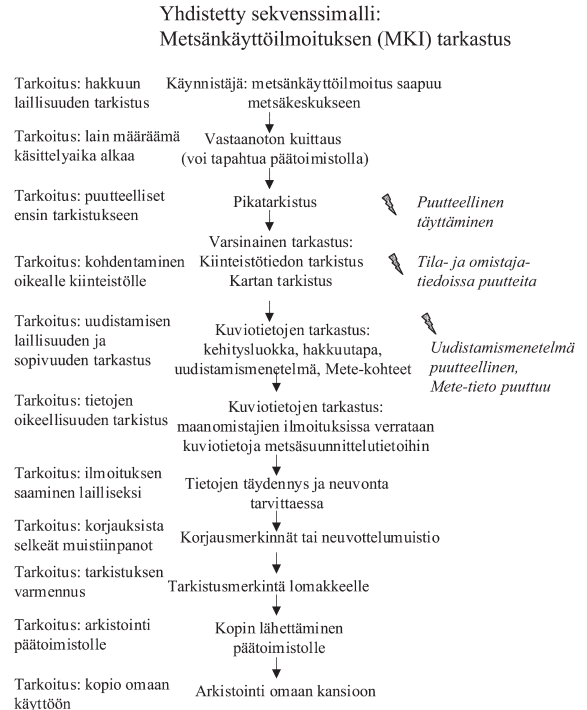 Yhdistetty sekvenssimalli:
Metsänkäyttöilmoituksen (MKI) tarkastus
Tarkoitus: hakkuun
laillisuuden tarkistus
Käynnistäjä: metsänkäyttöilmoitus saapuu
metsäkeskukseen
Tarkoitus: lain määräämä
käsittelyaika alkaa
Vastaanoton kuittaus
(voi tapahtua päätoimistolla)
Tarkoitus: puutteelliset
ensin tarkistukseen
Pikatarkistus
Puutteellinen
täyttäminen
Tarkoitus: kohdentaminen
oikealle kiinteistölle
Varsinainen tarkastus:
Kiinteistötiedon tarkistus
Kartan tarkistus
Tila- ja omistaja-
tiedoissa puutteita
Tarkoitus: uudistamisen
laillisuuden ja
sopivuuden tarkastus
Kuviotietojen tarkastus:
kehitysluokka, hakkuutapa,
uudistamismenetelmä, Mete-kohteet
Uudistamismenetelmä
puutteellinen,
Mete-tieto puuttuu
Tarkoitus: tietojen
oikeellisuuden tarkistus
Kuviotietojen tarkastus:
maanomistajien ilmoituksissa verrataan
kuviotietoja metsäsuunnittelutietoihin
Tarkoitus: ilmoituksen
saaminen lailliseksi
Tietojen täydennys ja neuvonta
tarvittaessa
Tarkoitus: korjauksista
selkeät muistiinpanot
Korjausmerkinnät tai neuvottelumuistio
Tarkoitus: tarkistuksen
varmennus
Tarkistusmerkintä lomakkeelle
Tarkoitus: arkistointi
päätoimistolle
Kopin lähettäminen
päätoimistolle
Tarkoitus: kopio omaan
käyttöön
Arkistointi omaan kansioon